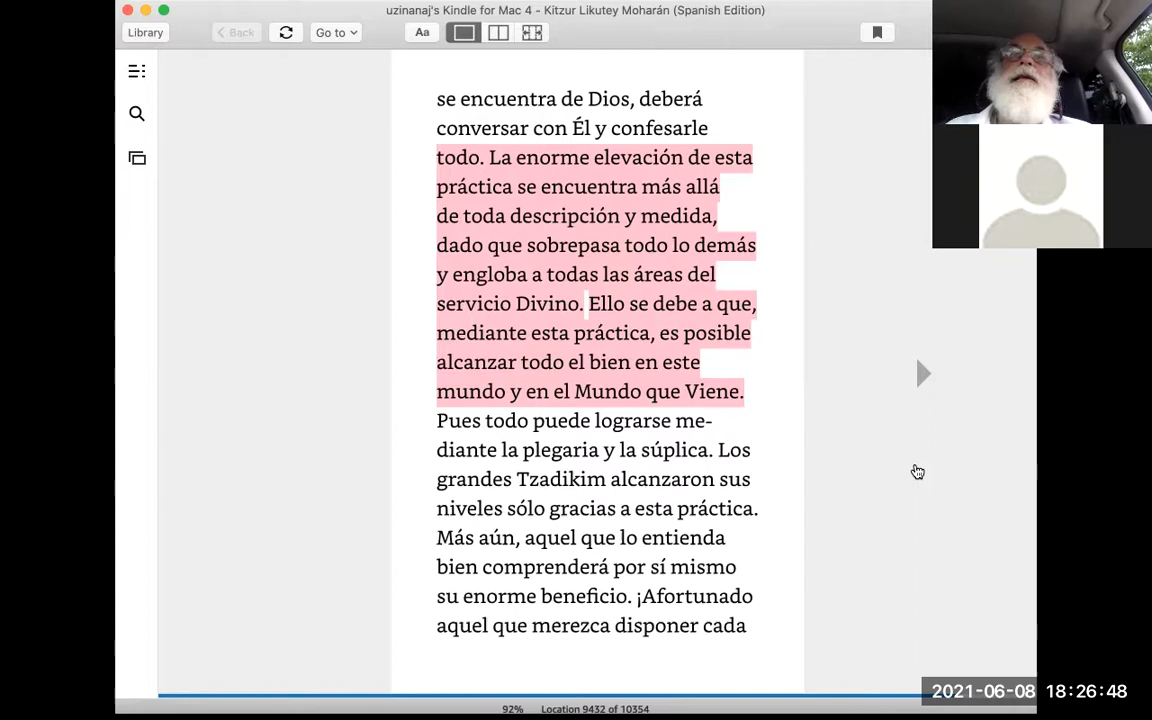 uzinanaj's Kindle for Mac 4 - Kitzur Likutey Moharán (Spanish Edition)
Library
Back
Go to
Aa
se encuentra de Dios, deberá
conversar con Él y confesarle
todo. La enorme elevación de esta
práctica se encuentra más allá
de toda descripción y medida,
dado que sobrepasa todo lo demás
y engloba a todas las áreas del
servicio Divino. Ello se debe a que,
mediante esta práctica, es posible
alcanzar todo el bien en este
mundo y en el Mundo que Viene.
Pues todo puede lograrse me-
diante la plegaria y la súplica. Los
grandes Tzadikim alcanzaron sus
niveles sólo gracias a esta práctica.
Más aún, aquel que lo entienda
bien comprenderá por sí mismo
su enorme beneficio. ¡Afortunado
aquel que merezca disponer cada
92% Location 9432 of 10354
2021-06-08 18:26:48